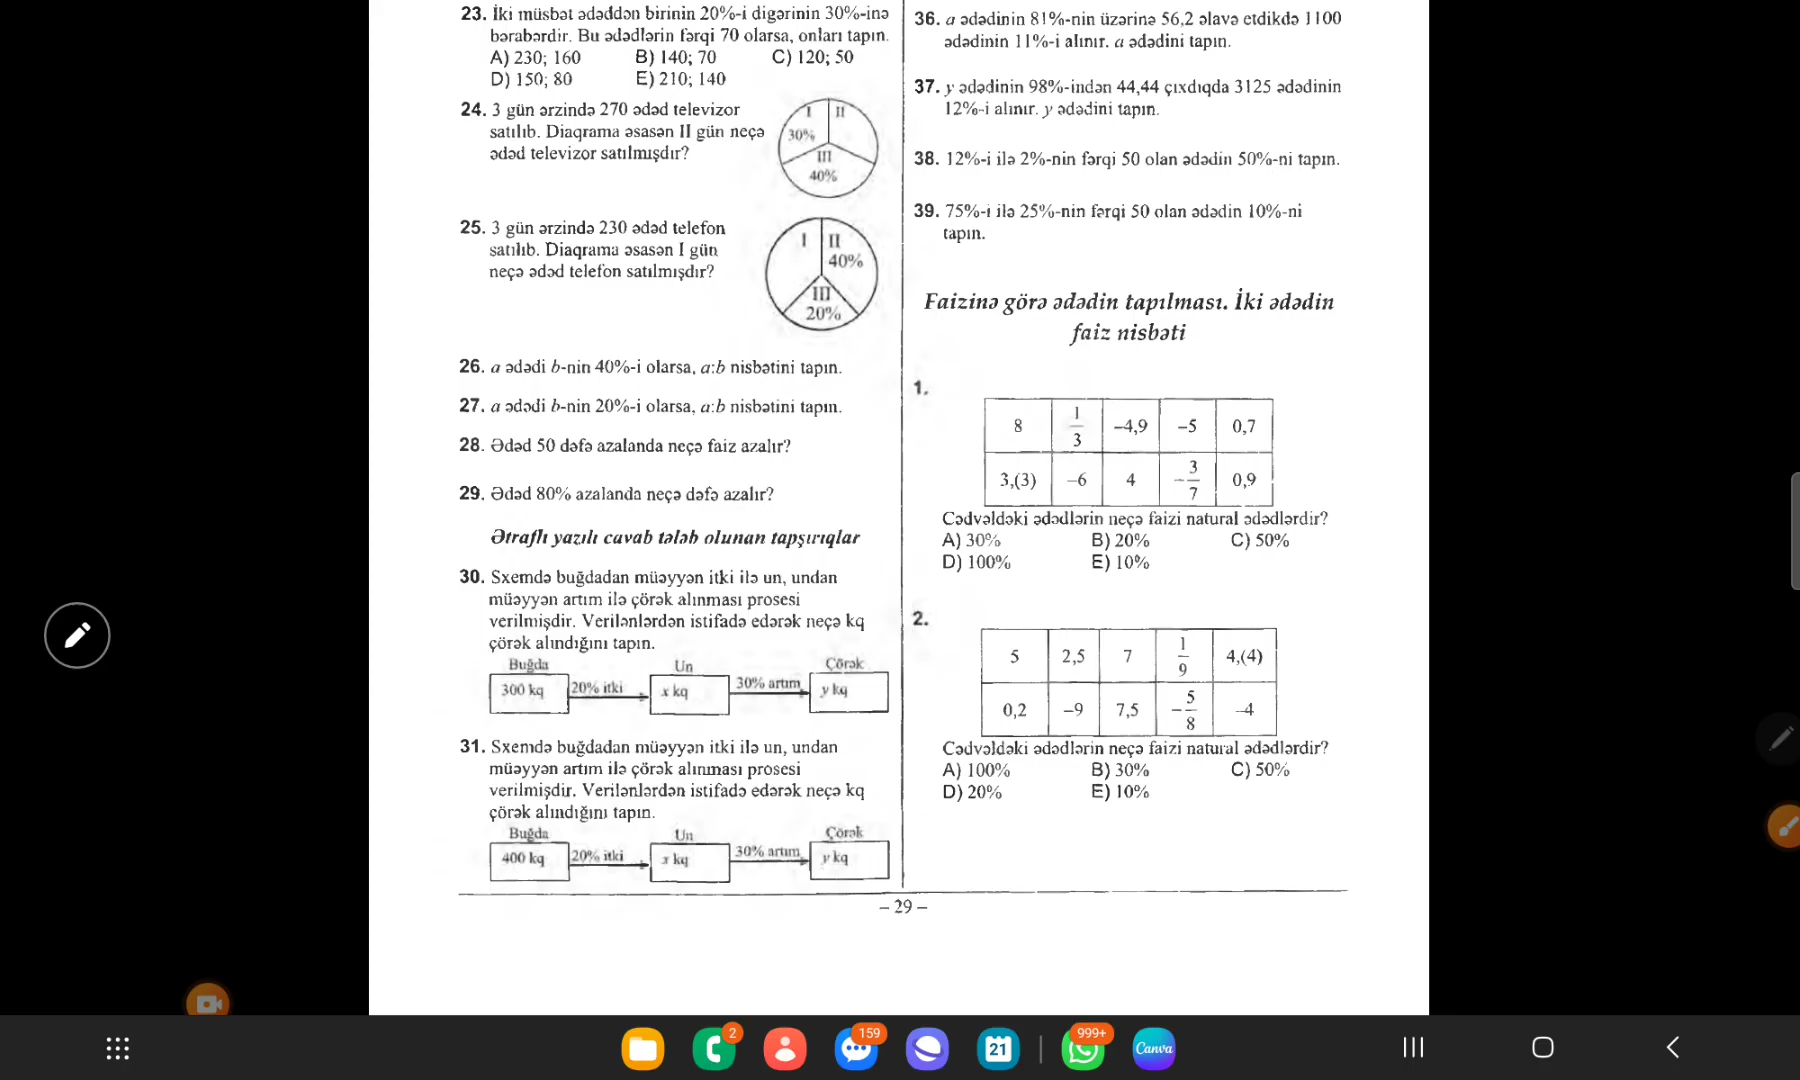 23. İki müsbət ədəddən birinin 20%-i digərinin 30%-inə
bərabərdir. Bu ədədlərin fərqi 70 olarsa, onları tapın.
A) 230; 160 B) 140; 70 C) 120; 50
D) 150; 80 E) 210; 140
24. 3 gün ərzində 270 ədəd televizor
satılıb. Diaqrama əsasən II gün neçə
ədəd televizor satılmışdır?
I II
30%
III
40%
25. 3 gün ərzində 230 ədəd telefon
satılıb. Diaqrama əsasən I gün
neçə ədəd telefon satılmışdır?
I II
40%
III
20%
26. a ədədi b-nin 40%-i olarsa, a:b nisbətini tapın.
27. a ədədi b-nin 20%-i olarsa, a:b nisbətini tapın.
28. Ədəd 50 dəfə azalanda neçə faiz azalır?
29. Ədəd 80% azalanda neçə dəfə azalır?
Ətraflı yazılı cavab tələb olunan tapşırıqlar
30. Sxemdə buğdadan müəyyən itki ilə un, undan
müəyyən artım ilə çörək alınması prosesi
verilmişdir. Verilənlərdən istifadə edərək neçə kq
çörək alındığını tapın.
Buğda Un Çörək
300 kq 20% itki x kq 30% artım y kq
31. Sxemdə buğdadan müəyyən itki ilə un, undan
müəyyən artım ilə çörək alınması prosesi
verilmişdir. Verilənlərdən istifadə edərək neçə kq
çörək alındığını tapın.
Buğda Un Çörək
400 kq 20% itki x kq 30% artım y kq
36. a ədədinin 81%-nin üzərinə 56,2 əlavə etdikdə 1100
ədədinin 11%-i alınır. a ədədini tapın.
37. y ədədinin 98%-indən 44,44 çıxdıqda 3125 ədədinin
12%-i alınır. y ədədini tapın.
38. 12%-i ilə 2%-nin fərqi 50 olan ədədin 50%-ni tapın.
39. 75%-i ilə 25%-nin fərqi 50 olan ədədin 10%-ni
tapın.
Faizinə görə ədədin tapılması. İki ədədin
faiz nisbəti
1.
8 1/3 –4,9 –5 0,7
3,(3) –6 4 –3/7 0,9
Cədvəldəki ədədlərin neçə faizi natural ədədlərdir?
A) 30% B) 20% C) 50%
D) 100% E) 10%
2.
5 2,5 7 1/9 4,(4)
0,2 –9 7,5 –5/8 –4
Cədvəldəki ədədlərin neçə faizi natural ədədlərdir?
A) 100% B) 30% C) 50%
D) 20% E) 10%
– 29 –
2 159 21 999+ Canva